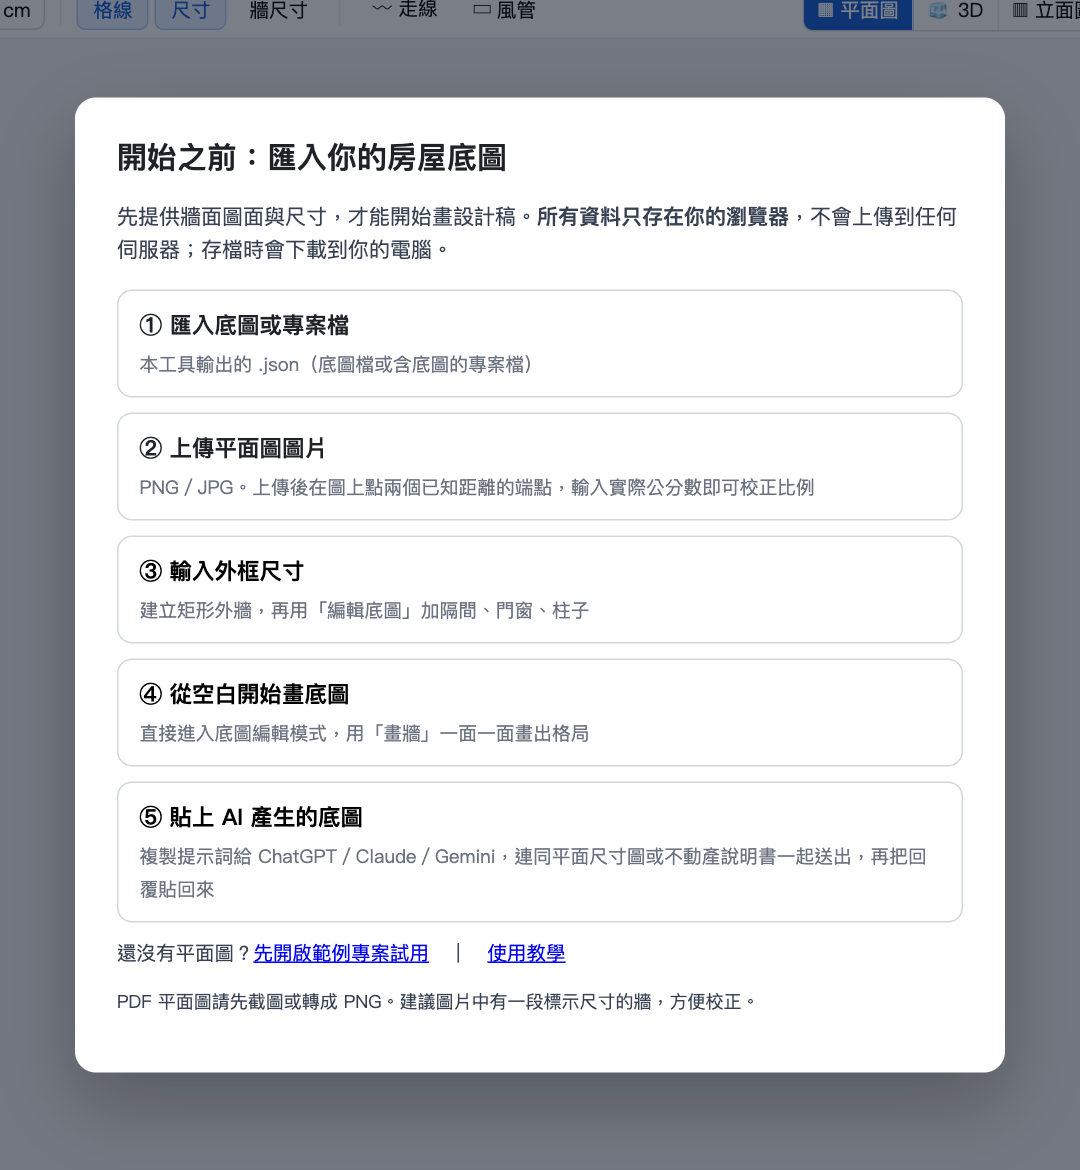 cm 格線 尺寸 牆尺寸 走線 風管 平面圖 3D 立面圖
開始之前：匯入你的房屋底圖
先提供牆面圖面與尺寸，才能開始畫設計稿。所有資料只存在你的瀏覽器，不會上傳到任何
伺服器；存檔時會下載到你的電腦。
① 匯入底圖或專案檔
本工具輸出的 .json（底圖檔或含底圖的專案檔）
② 上傳平面圖圖片
PNG / JPG。上傳後在圖上點兩個已知距離的端點，輸入實際公分數即可校正比例
③ 輸入外框尺寸
建立矩形外牆，再用「編輯底圖」加隔間、門窗、柱子
④ 從空白開始畫底圖
直接進入底圖編輯模式，用「畫牆」一面一面畫出格局
⑤ 貼上 AI 產生的底圖
複製提示詞給 ChatGPT / Claude / Gemini，連同平面尺寸圖或不動產說明書一起送出，再把回
覆貼回來
還沒有平面圖？先開啟範例專案試用 | 使用教學
PDF 平面圖請先截圖或轉成 PNG。建議圖片中有一段標示尺寸的牆，方便校正。